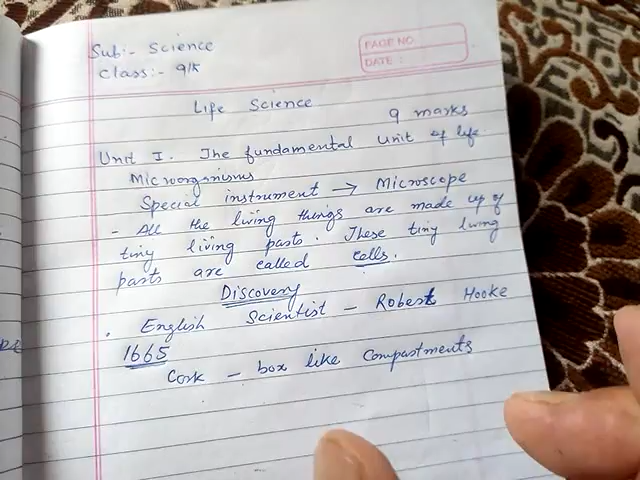 Sub:- Science
Class:- 9th
PAGE NO.
DATE :
Life Science
9 marks
Unit I. The fundamental unit of life
Microorganisms
Special instrument → Microscope
- All the living things are made up of
tiny living parts. These tiny living
parts are called cells.
Discovery
. English Scientist - Robert Hooke
1665
Cork - box like Compartments